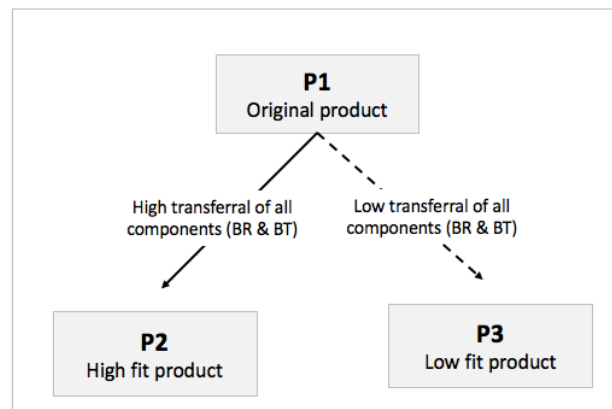 P1
Original product
High transferral of all
components (BR & BT)
Low transferral of all
components (BR & BT)
P2
High fit product
P3
Low fit product